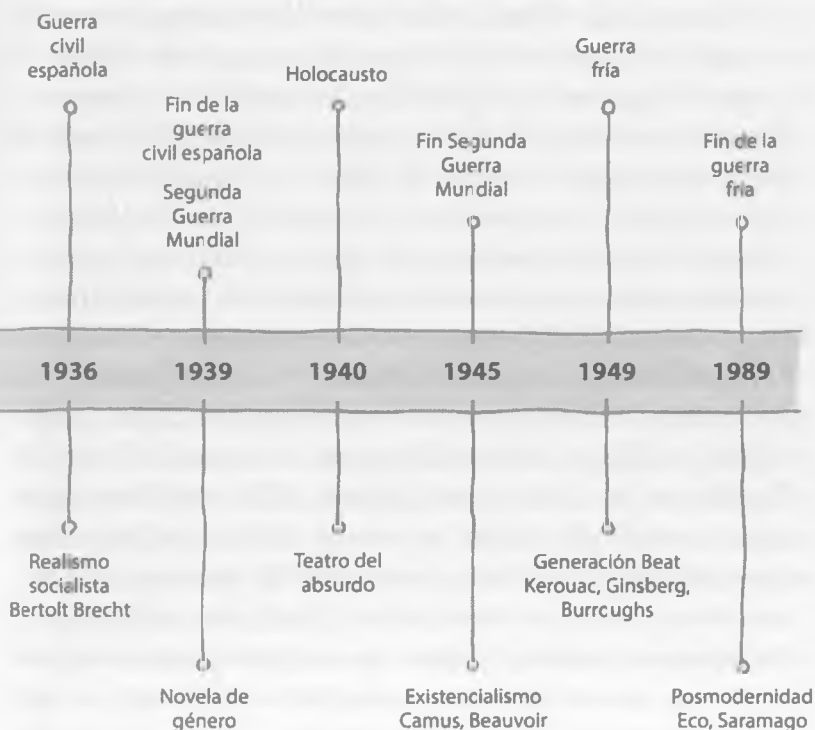 Guerra
civil
española
Fin de la
guerra
civil española
Segunda
Guerra
Mundial
Holocausto
Fin Segunda
Guerra
Mundial
Guerra
fría
Fin de la
guerra
fría
1936
1939
1940
1945
1949
1989
Realismo
socialista
Bertolt Brecht
Novela de
género
Teatro del
absurdo
Existencialismo
Camus, Beauvoir
Generación Beat
Kerouac, Ginsberg,
Burroughs
Posmodernidad
Eco, Saramago